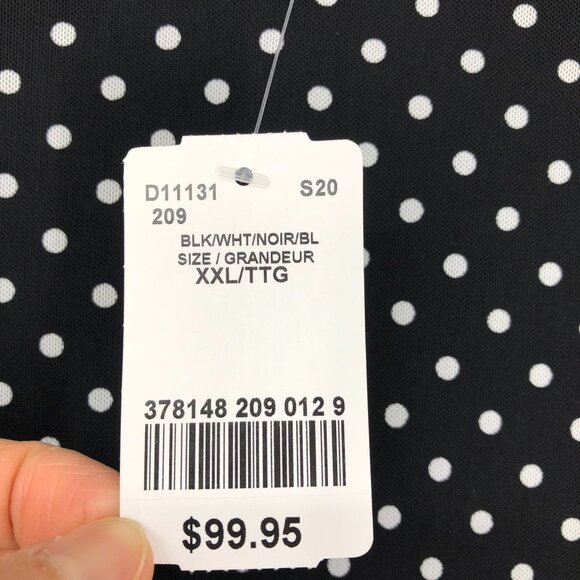 D11131 S20
209
BLK/WHT/NOIR/BL
SIZE / GRANDEUR
XXL/TTG
378148 209 012 9
$99.95